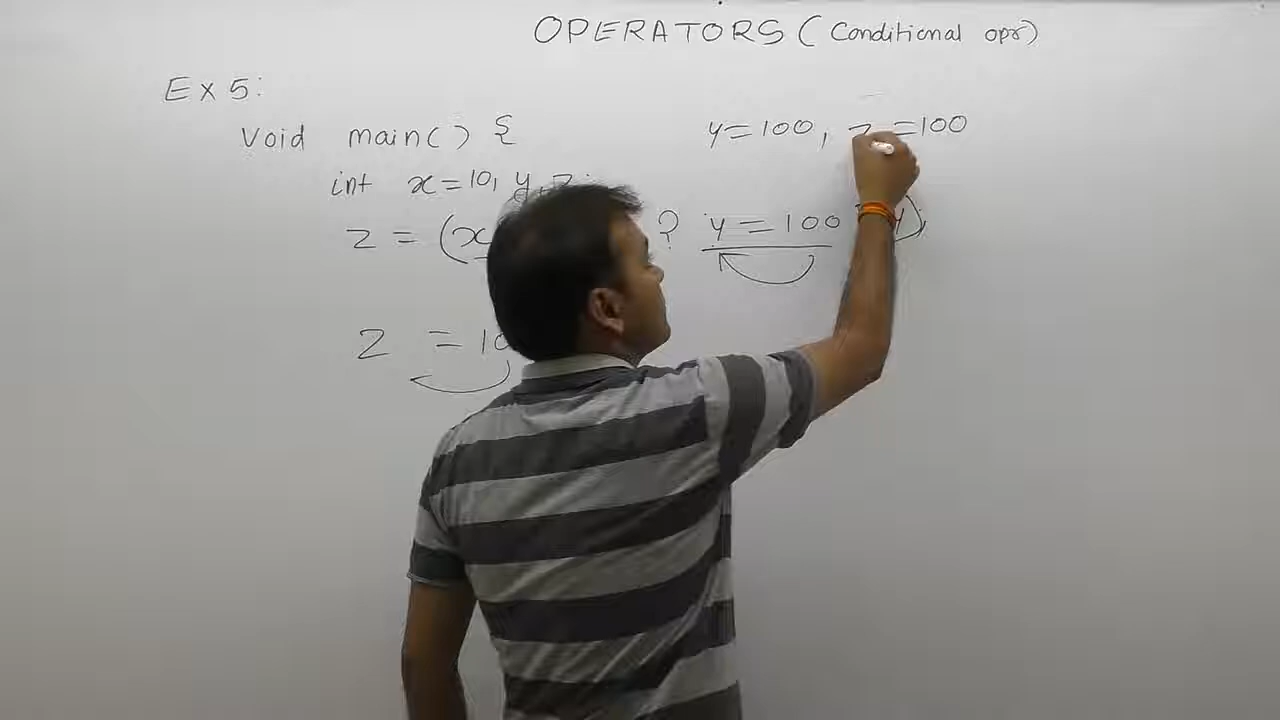 OPERATORS (Conditional opr)
Ex 5:
Void main() {
y=100, z=100
int x=10, y, z;
z = (x ? y=100 y);
z = 10